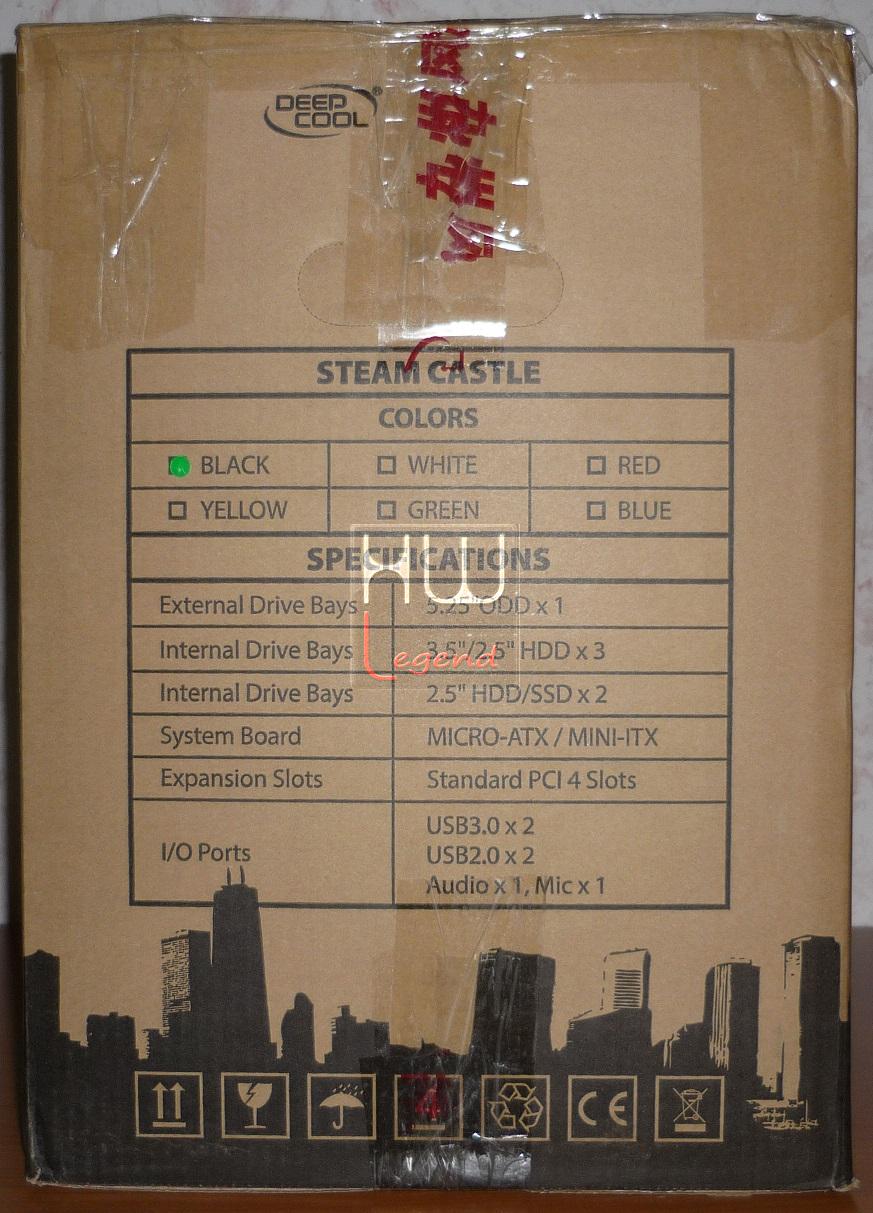 DEEP
COOL®
STEAM CASTLE
COLORS
BLACK WHITE RED
YELLOW GREEN BLUE
SPECIFICATIONS
HW
Legend
External Drive Bays 5.25"ODD x 1
Internal Drive Bays 3.5"/2.5" HDD x 3
Internal Drive Bays 2.5" HDD/SSD x 2
System Board MICRO-ATX / MINI-ITX
Expansion Slots Standard PCI 4 Slots
I/O Ports USB3.0 x 2
USB2.0 x 2
Audio x 1, Mic x 1
4
CE